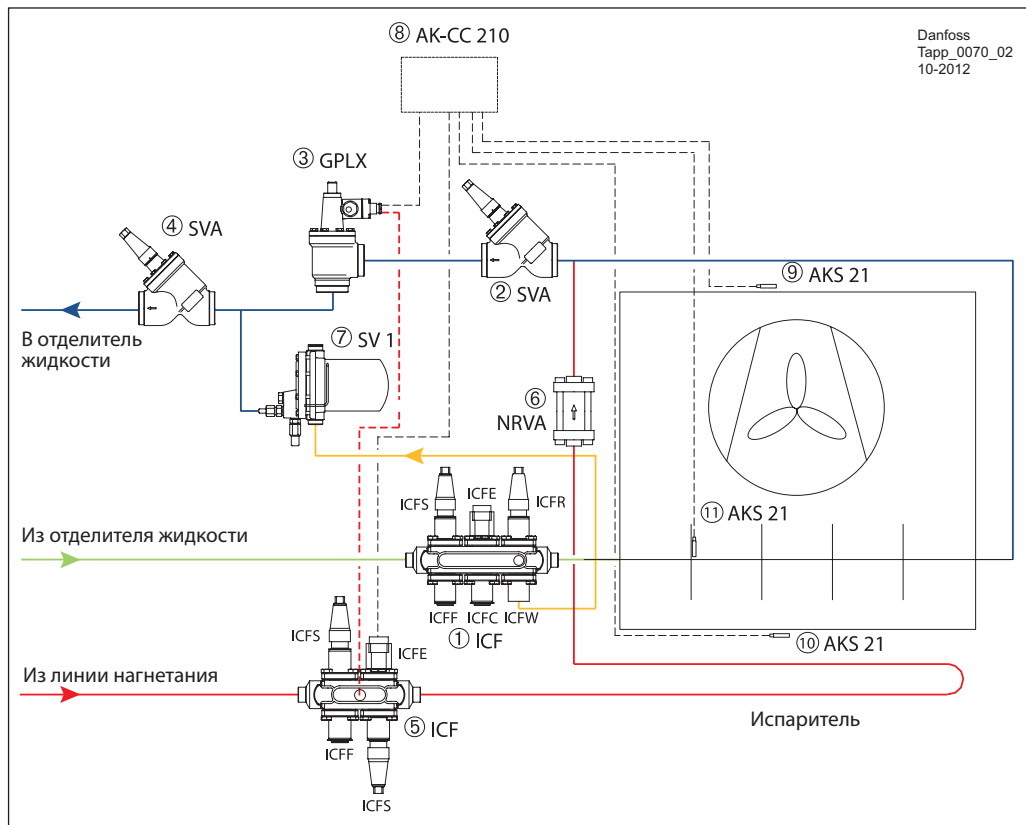 ⑧ AK-CC 210
Danfoss
Tapp_0070_02
10-2012
③ GPLX
④ SVA
② SVA
⑨ AKS 21
В отделитель
жидкости
⑦ SV 1
⑥
NRVA
ICFS
ICFE
ICFR
⑪ AKS 21
Из отделителя жидкости
ICFF
ICFC
ICFW
① ICF
ICFS
ICFE
⑩ AKS 21
Из линии нагнетания
⑤ ICF
Испаритель
ICFF
ICFS